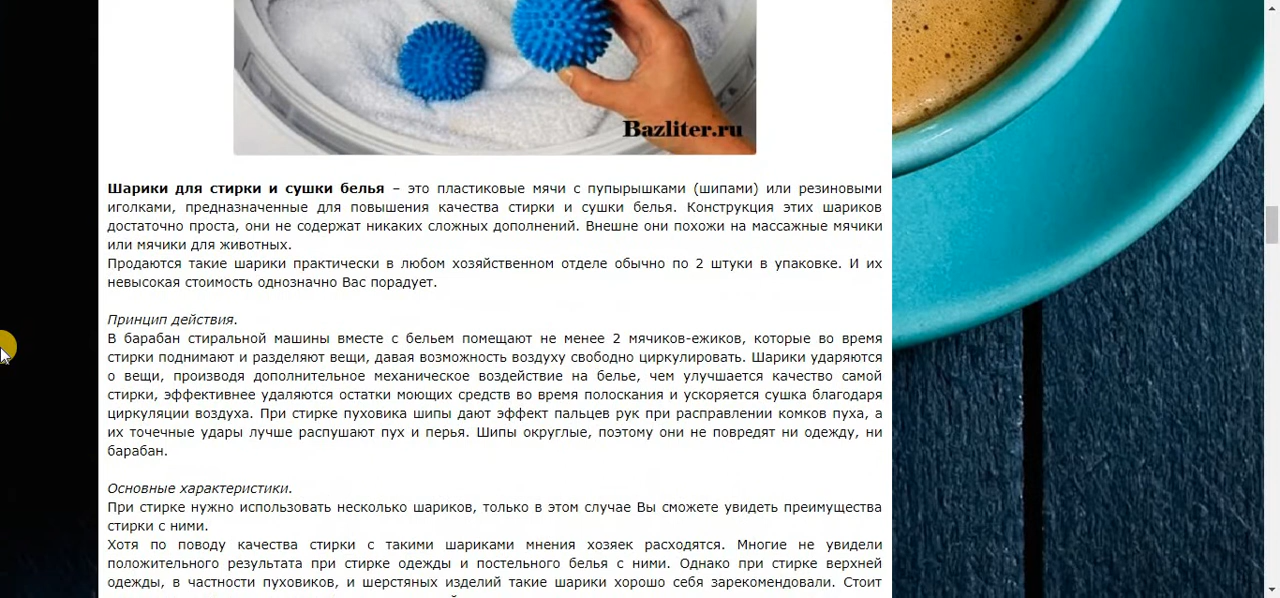 Bazliter.ru
Шарики для стирки и сушки белья – это пластиковые мячи с пупырышками (шипами) или резиновыми
иголками, предназначенные для повышения качества стирки и сушки белья. Конструкция этих шариков
достаточно проста, они не содержат никаких сложных дополнений. Внешне они похожи на массажные мячики
или мячики для животных.
Продаются такие шарики практически в любом хозяйственном отделе обычно по 2 штуки в упаковке. И их
невысокая стоимость однозначно Вас порадует.
Принцип действия.
В барабан стиральной машины вместе с бельем помещают не менее 2 мячиков-ежиков, которые во время
стирки поднимают и разделяют вещи, давая возможность воздуху свободно циркулировать. Шарики ударяются
о вещи, производя дополнительное механическое воздействие на белье, чем улучшается качество самой
стирки, эффективнее удаляются остатки моющих средств во время полоскания и ускоряется сушка благодаря
циркуляции воздуха. При стирке пуховика шипы дают эффект пальцев рук при расправлении комков пуха, а
их точечные удары лучше распушают пух и перья. Шипы округлые, поэтому они не повредят ни одежду, ни
барабан.
Основные характеристики.
При стирке нужно использовать несколько шариков, только в этом случае Вы сможете увидеть преимущества
стирки с ними.
Хотя по поводу качества стирки с такими шариками мнения хозяек расходятся. Многие не увидели
положительного результата при стирке одежды и постельного белья с ними. Однако при стирке верхней
одежды, в частности пуховиков, и шерстяных изделий такие шарики хорошо себя зарекомендовали. Стоит